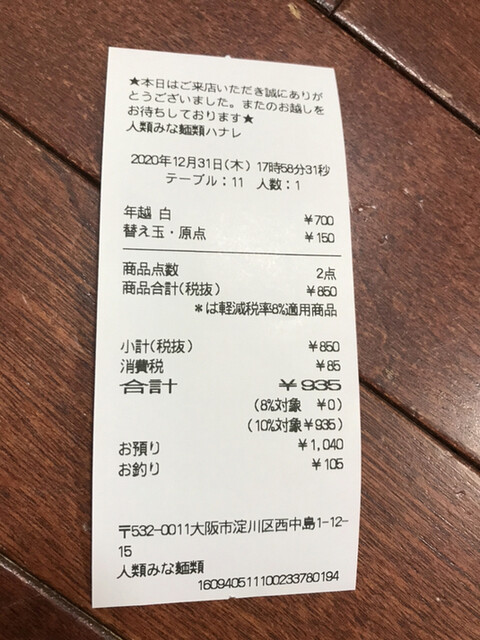 ★本日はご来店いただき誠にありが
とうございました。またのお越しを
お待ちしております★
人類みな麺類ハナレ
2020年12月31日(木) 17時58分31秒
テーブル：11 人数：1
年越 白 ￥700
替え玉・原点 ￥150
商品点数 2点
商品合計(税抜) ￥850
＊は軽減税率8%適用商品
小計(税抜) ￥850
消費税 ￥85
合計 ￥935
(8%対象 ￥0)
(10%対象￥935)
お預り ￥1,040
お釣り ￥105
〒532-0011大阪市淀川区西中島1-12-
15
人類みな麺類
160940511100233780194